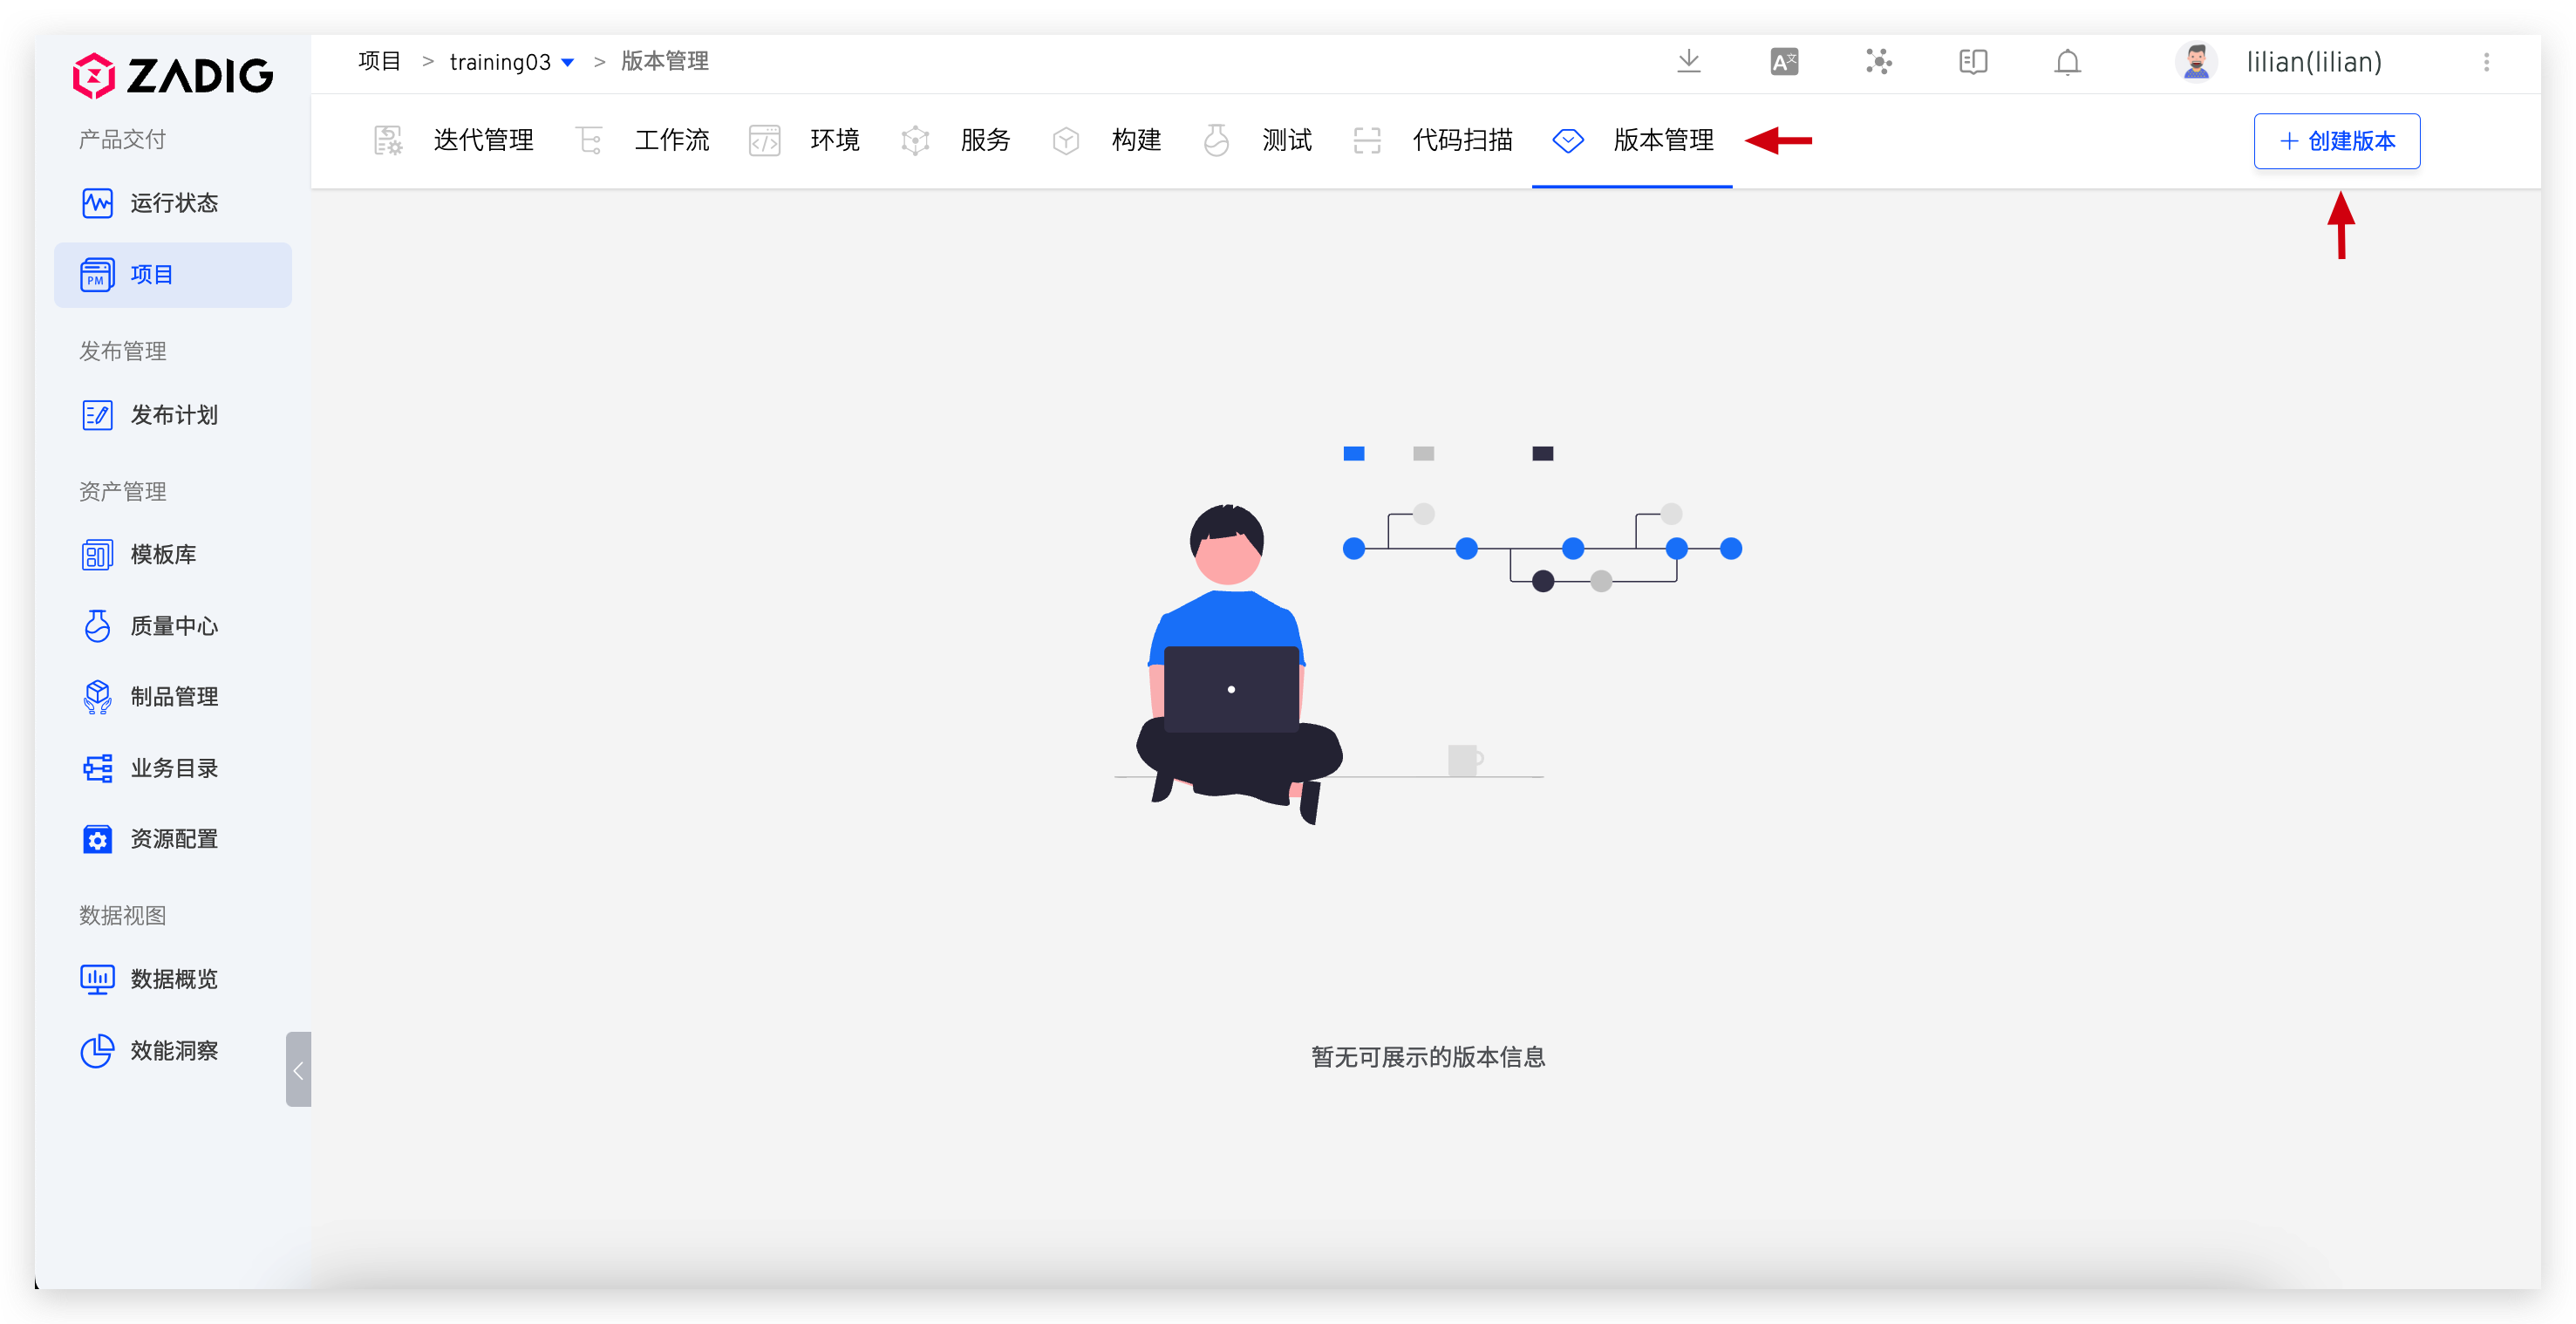 ZADIG
项目 > training03 > 版本管理
lilian(lilian)
迭代管理 工作流 环境 服务 构建 测试 代码扫描 版本管理
+ 创建版本
产品交付
运行状态
PM 项目
发布管理
发布计划
资产管理
模板库
质量中心
制品管理
业务目录
资源配置
数据视图
数据概览
效能洞察
暂无可展示的版本信息